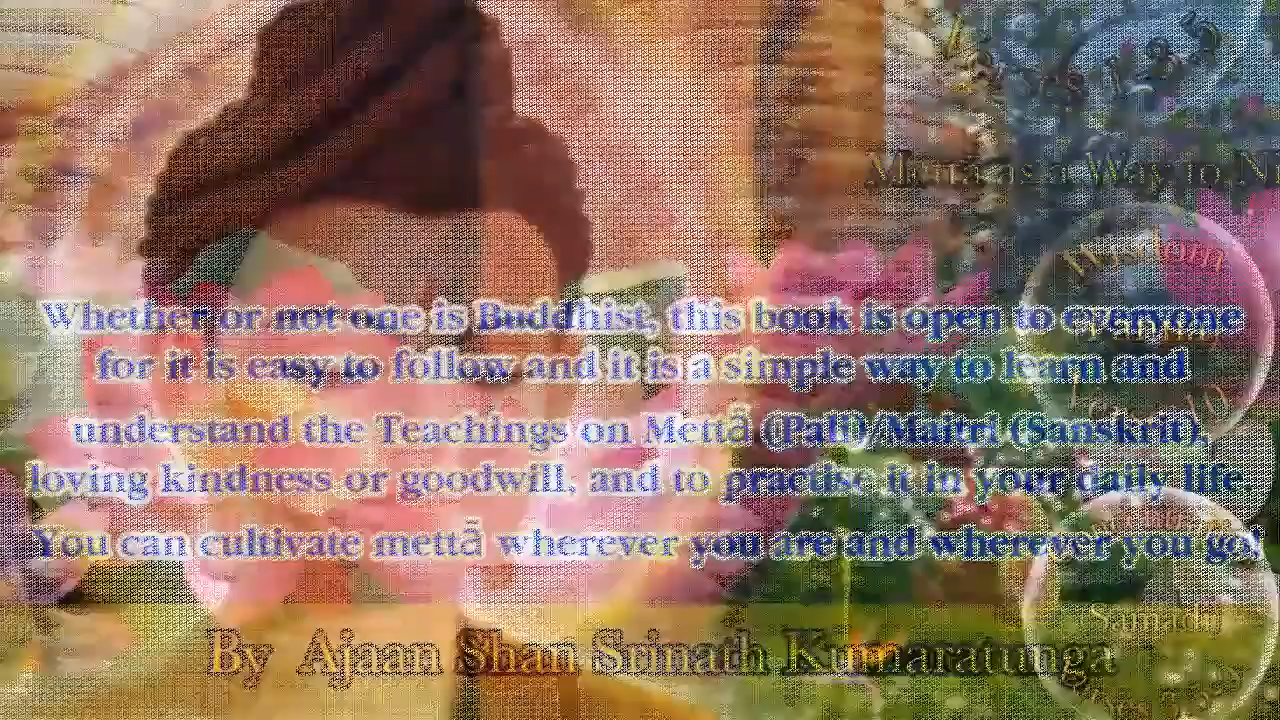 Metta as a Way to
Wisdom
Whether or not one is Buddhist, this book is open to everyone
for it is easy to follow and it is a simple way to learn and
understand the Teachings on Mettā (Pali)/Maitri (Sanskrit),
loving kindness or goodwill, and to practise it in your daily life
You can cultivate mettā wherever you are and wherever you go.
Samadhi
By Ajaan Shan Srinath Kumaratunga